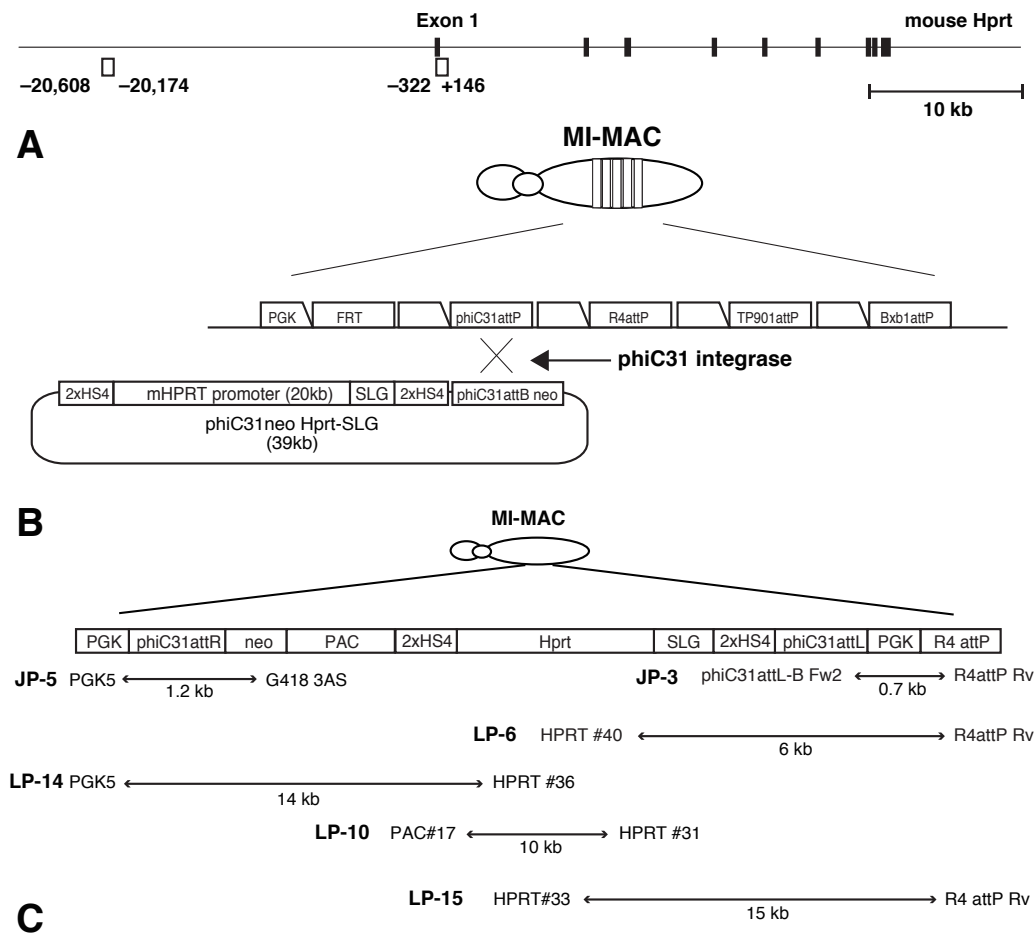 Exon 1 mouse Hprt
–20,608 –20,174 –322 +146
10 kb
A
MI-MAC
PGK FRT phiC31attP R4attP TP901attP Bxb1attP
phiC31 integrase
2xHS4 mHPRT promoter (20kb) SLG 2xHS4 phiC31attB neo
phiC31neo Hprt-SLG
(39kb)
B
MI-MAC
PGK phiC31attR neo PAC 2xHS4 Hprt SLG 2xHS4 phiC31attL PGK R4 attP
JP-5 PGK5 G418 3AS JP-3 phiC31attL-B Fw2 R4attP Rv
1.2 kb 0.7 kb
LP-6 HPRT #40 R4attP Rv
6 kb
LP-14 PGK5 HPRT #36
14 kb
LP-10 PAC#17 HPRT #31
10 kb
LP-15 HPRT#33 R4 attP Rv
15 kb
C